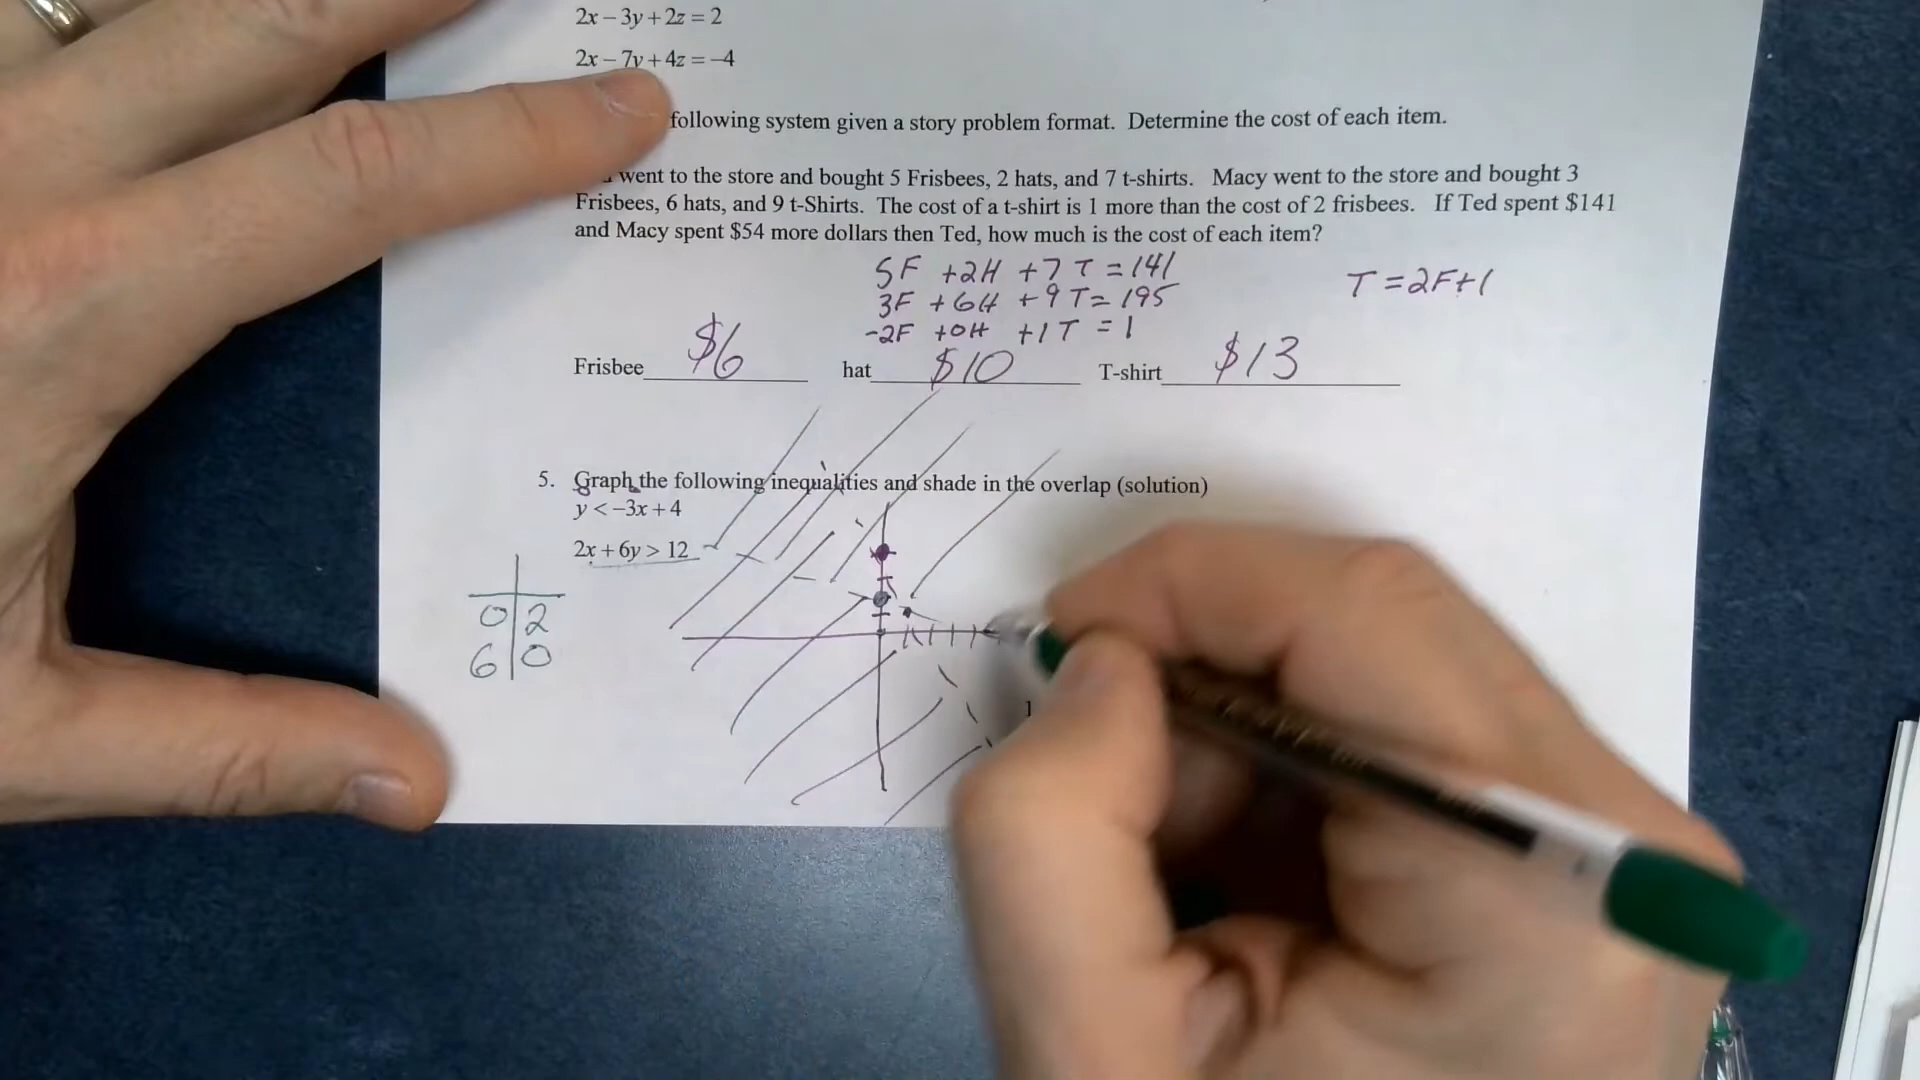 2x – 3y + 2z = 2
2x – 7y + 4z = –4
following system given a story problem format. Determine the cost of each item.
went to the store and bought 5 Frisbees, 2 hats, and 7 t-shirts. Macy went to the store and bought 3
Frisbees, 6 hats, and 9 t-Shirts. The cost of a t-shirt is 1 more than the cost of 2 frisbees. If Ted spent $141
and Macy spent $54 more dollars then Ted, how much is the cost of each item?
5F +2H +7T = 141
T = 2F+1
3F +6H +9T = 195
-2F +0H +1T = 1
Frisbee $6 hat $10 T-shirt $13
5. Graph the following inequalities and shade in the overlap (solution)
y < –3x + 4
2x + 6y > 12
0 2
6 0
1